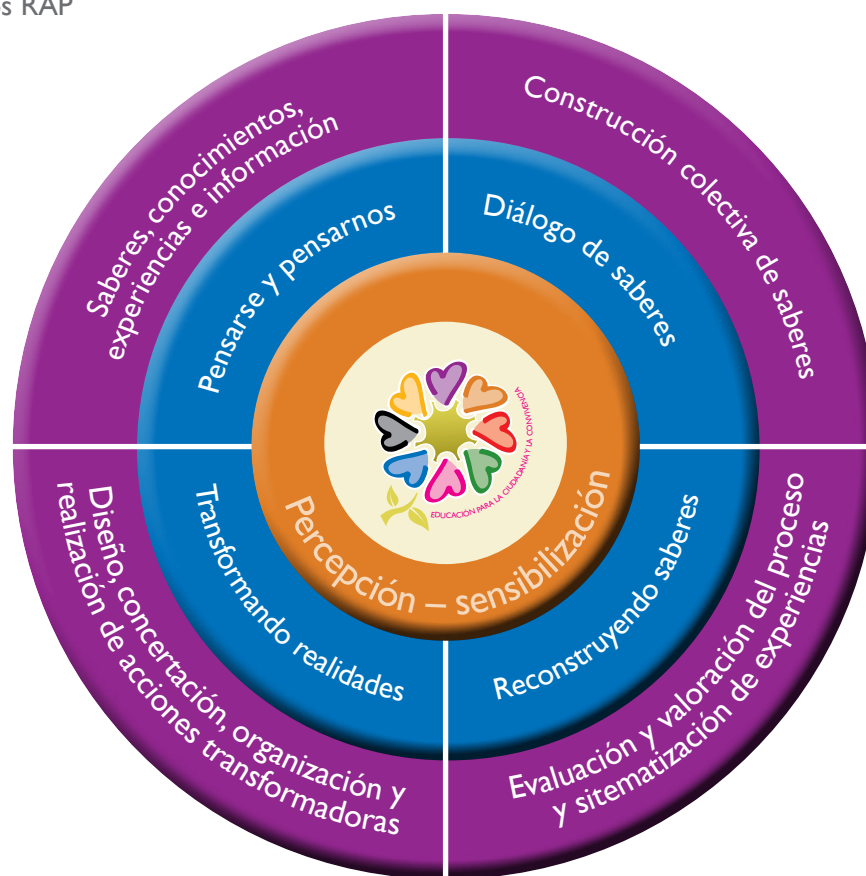 os RAP
Saberes, conocimientos,
experiencias e información
Construcción colectiva de saberes
Pensarse y pensarnos
Diálogo de saberes
Percepción – sensibilización
EDUCACIÓN PARA LA CIUDADANÍA Y LA CONVIVENCIA
Transformando realidades
Reconstruyendo saberes
Diseño, concertación, organización y
realización de acciones transformadoras
Evaluación y valoración del proceso
y sitematización de experiencias